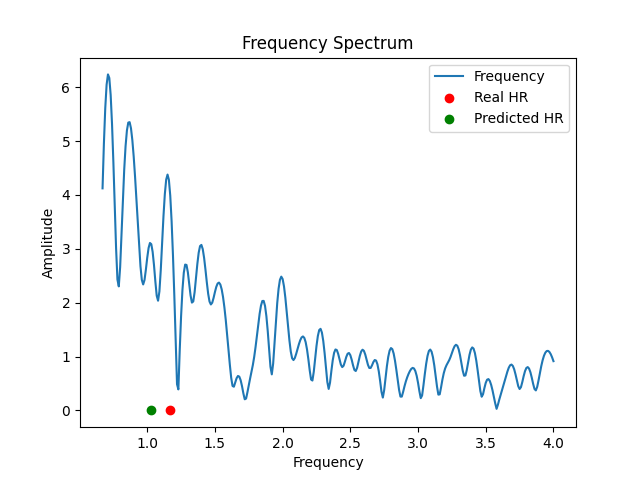 Frequency Spectrum
Frequency
Real HR
Predicted HR
Amplitude
6
5
4
3
2
1
0
1.0 1.5 2.0 2.5 3.0 3.5 4.0
Frequency